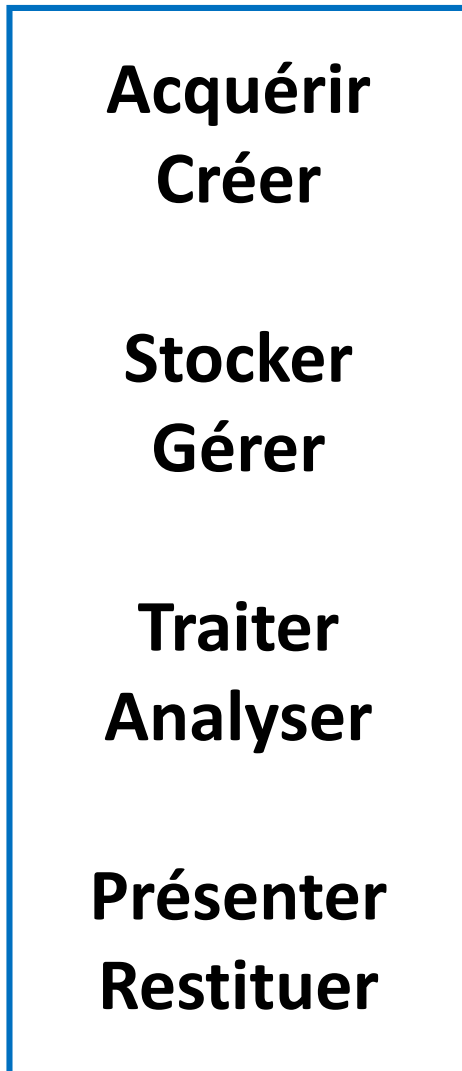 Acquérir
Créer
Stocker
Gérer
Traiter
Analyser
Présenter
Restituer